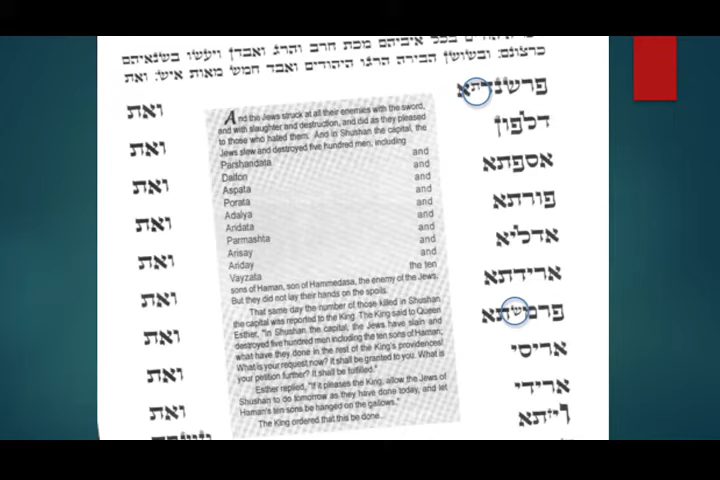 בכל איביהם מכת חרב והרג ואבדן ויעשו בשנאיהם
כרצונם: ובשושן הבירה הרגו היהודים ואבד חמש מאות איש: ואת
פרשנדתא ואת
דלפון ואת
אספתא ואת
פורתא ואת
אדליא ואת
ארידתא ואת
פרמשתא ואת
אריסי ואת
ארידי ואת
ויזתא
And the Jews struck at all their enemies with the sword,
and with slaughter and destruction, and did as they pleased
to those who hated them. And in Shushan the capital, the
Jews slew and destroyed five hundred men, including
Parshandata and
Dalfon and
Aspata and
Porata and
Adalya and
Aridata and
Parmashta and
Arisay and
Ariday and
Vayzata the ten
sons of Haman, son of Hammedasa, the enemy of the Jews.
But they did not lay their hands on the spoils.
That same day the number of those killed in Shushan
the capital was reported to the King. The King said to Queen
Esther, "In Shushan the capital, the Jews have slain and
destroyed five hundred men including the ten sons of Haman;
what have they done in the rest of the King's providences!
What is your request now? It shall be granted to you. What is
your petition further? It shall be fulfilled."
Esther replied, "If it pleases the King, allow the Jews of
Shushan to do tomorrow as they have done today, and let
Haman's ten sons be hanged on the gallows."
The King ordered that this be done.